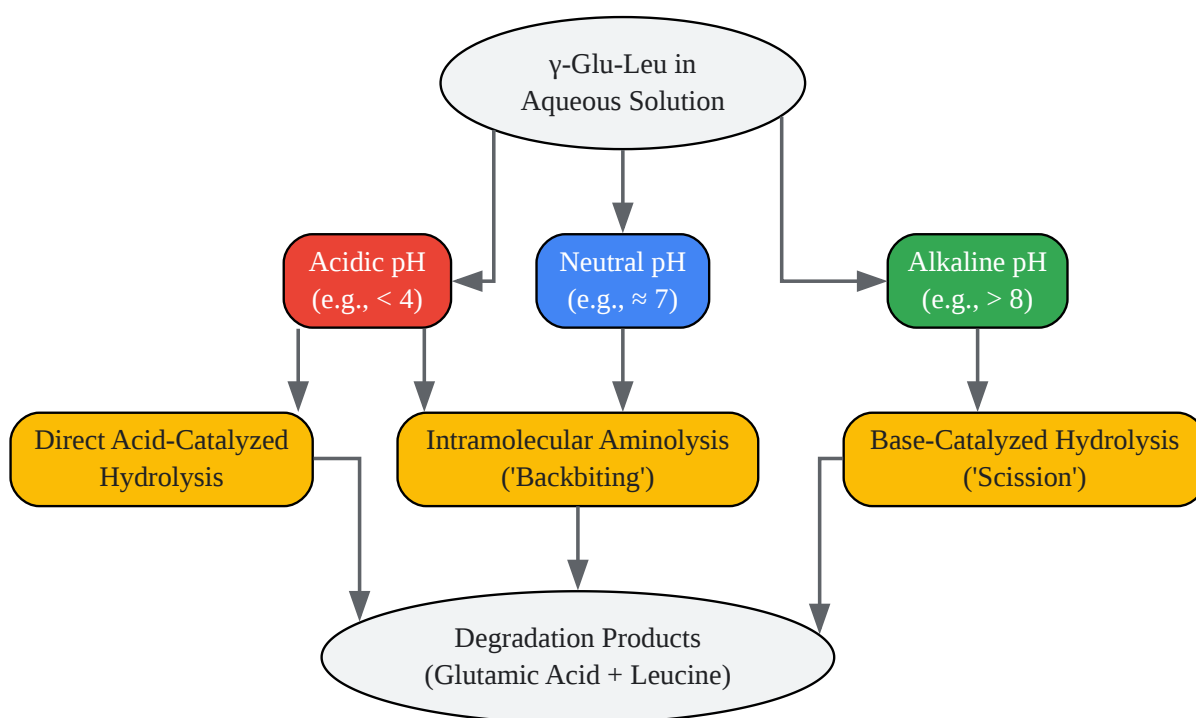 γ-Glu-Leu in
Aqueous Solution
Acidic pH
(e.g., < 4)
Neutral pH
(e.g., ≈ 7)
Alkaline pH
(e.g., > 8)
Direct Acid-Catalyzed
Hydrolysis
Intramolecular Aminolysis
('Backbiting')
Base-Catalyzed Hydrolysis
('Scission')
Degradation Products
(Glutamic Acid + Leucine)